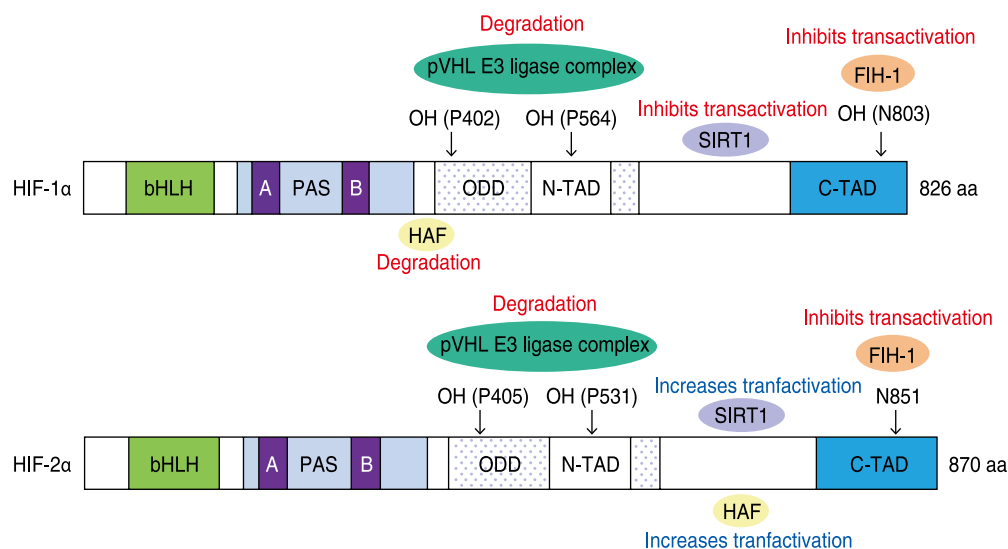 Degradation
Inhibits transactivation
pVHL E3 ligase complex
FIH-1
Inhibits transactivation
OH (P402)
OH (P564)
SIRT1
OH (N803)
HIF-1α
bHLH
A
PAS
B
ODD
N-TAD
C-TAD
826 aa
HAF
Degradation
Degradation
Inhibits transactivation
pVHL E3 ligase complex
FIH-1
Increases tranfactivation
OH (P405)
OH (P531)
SIRT1
N851
HIF-2α
bHLH
A
PAS
B
ODD
N-TAD
C-TAD
870 aa
HAF
Increases tranfactivation